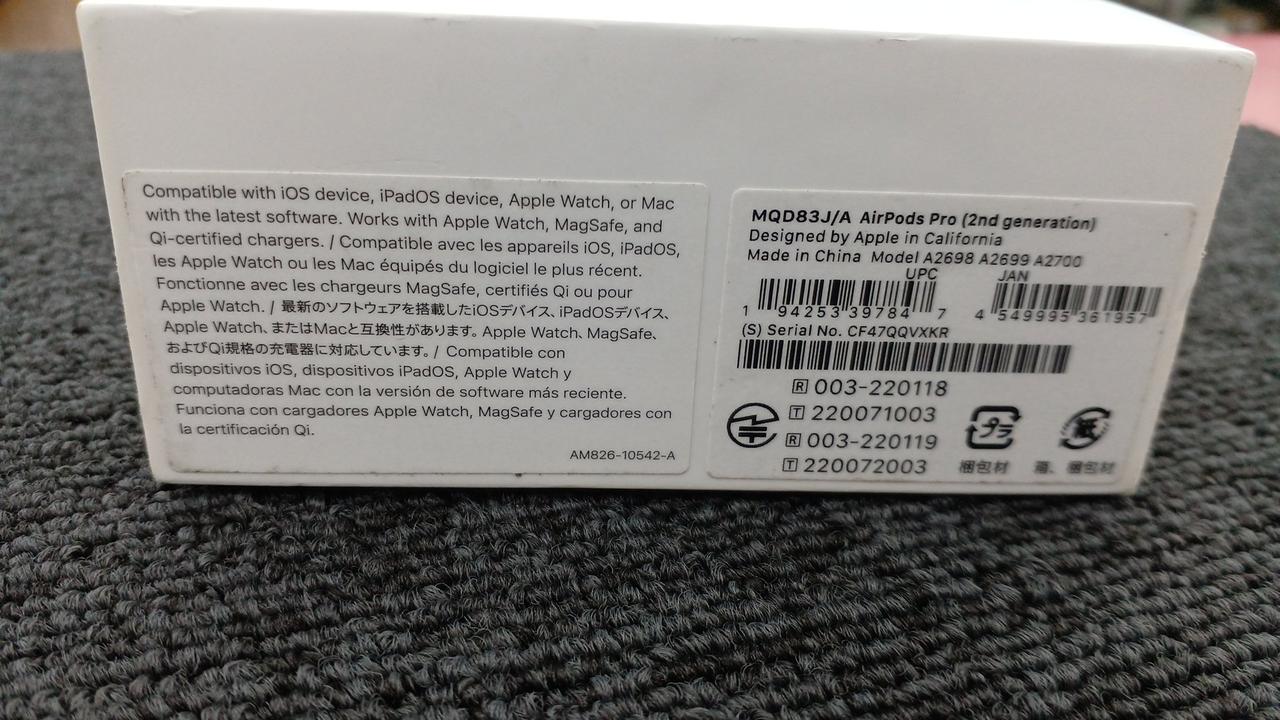 Compatible with iOS device, iPadOS device, Apple Watch, or Mac
with the latest software. Works with Apple Watch, MagSafe, and
Qi-certified chargers. / Compatible avec les appareils iOS, iPadOS,
les Apple Watch ou les Mac équipés du logiciel le plus récent.
Fonctionne avec les chargeurs MagSafe, certifiés Qi ou pour
Apple Watch. / 最新のソフトウェアを搭載したiOSデバイス、iPadOSデバイス、
Apple Watch、またはMacと互換性があります。Apple Watch、MagSafe、
およびQi規格の充電器に対応しています。/ Compatible con
dispositivos iOS, dispositivos iPadOS, Apple Watch y
computadoras Mac con la versión de software más reciente.
Funciona con cargadores Apple Watch, MagSafe y cargadores con
la certificación Qi.
AM826-10542-A
MQD83J/A AirPods Pro (2nd generation)
Designed by Apple in California
Made in China Model A2698 A2699 A2700
UPC JAN
1 94253 39784 7 4 549995 361957
(S) Serial No. CF47QQVXKR
R 003-220118
T 220071003
R 003-220119
T 220072003
プラ 紙
梱包材 箱、梱包材